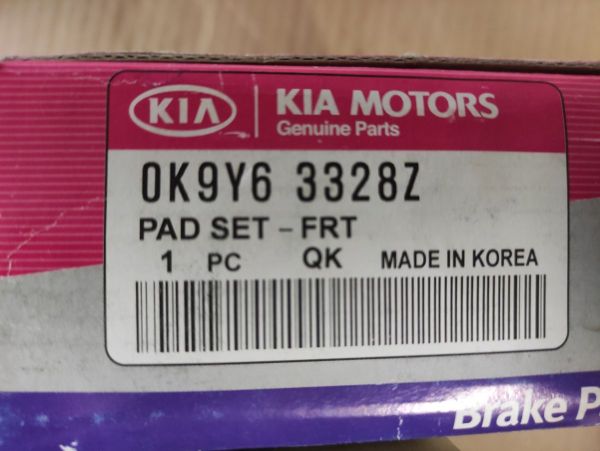 KIA KIA MOTORS
Genuine Parts
0K9Y6 3328Z
PAD SET – FRT
1 PC QK MADE IN KOREA
Brake P